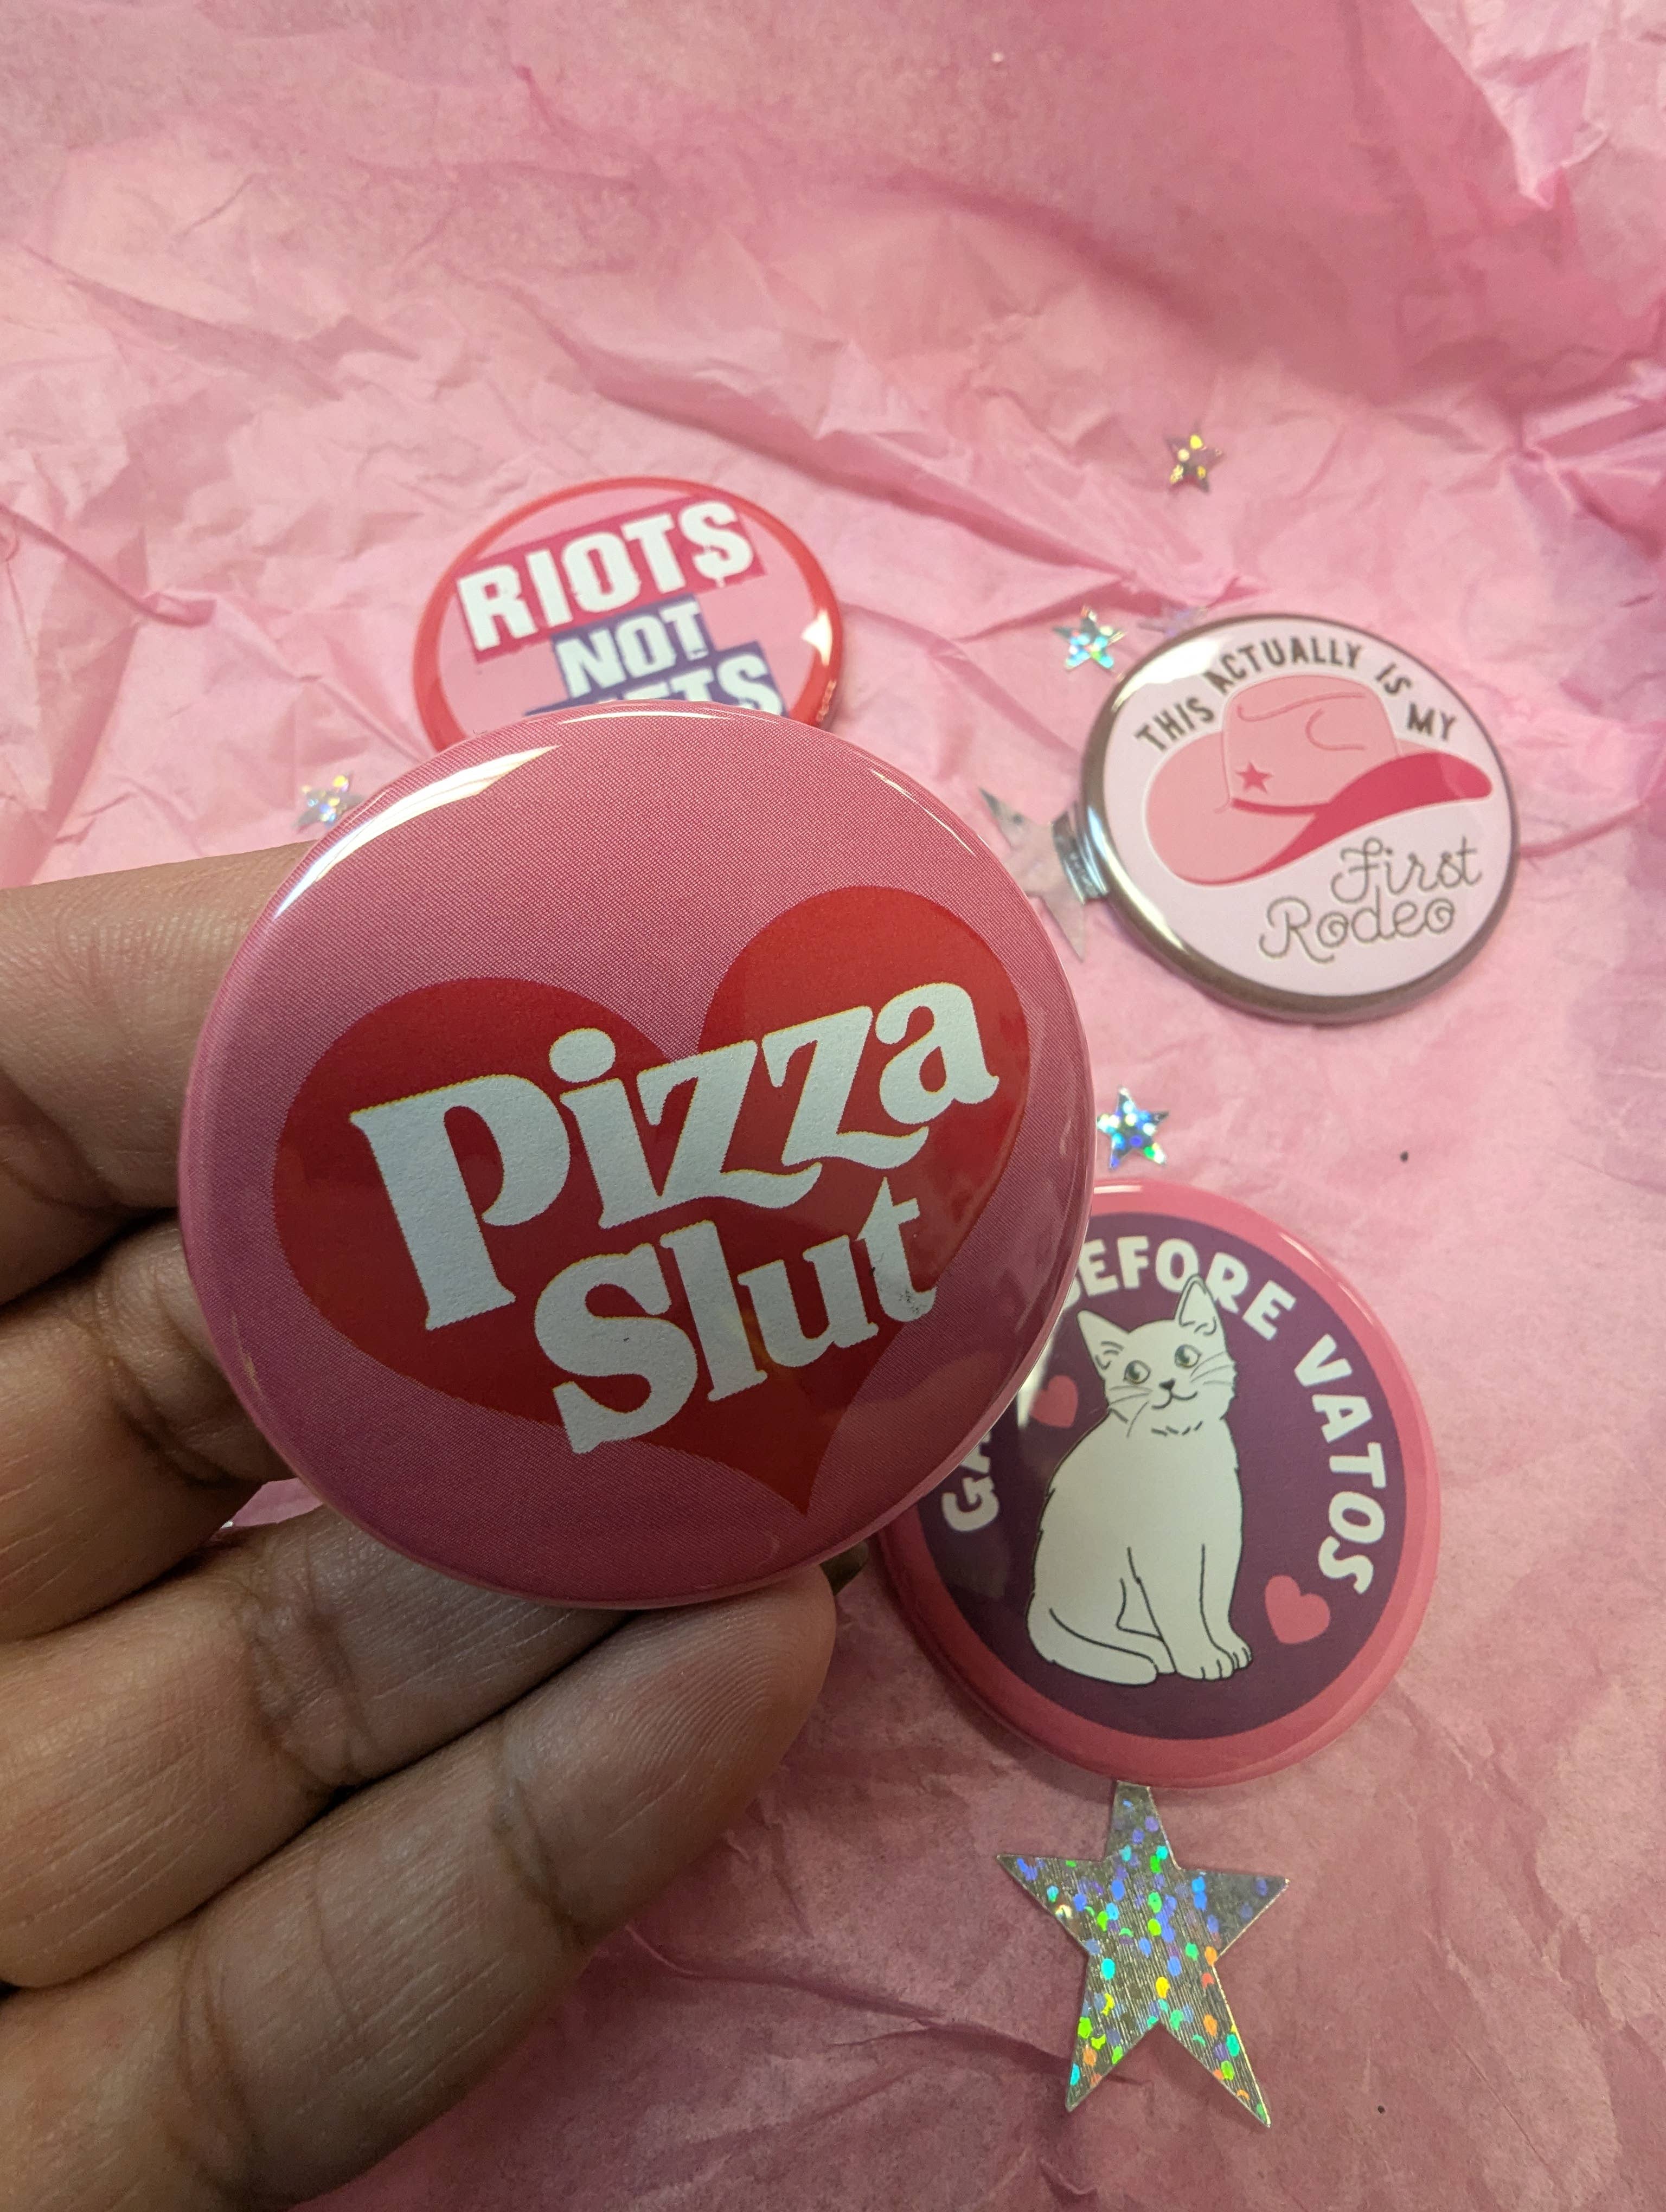 RIOTS
NOT
THIS ACTUALLY IS MY
First
Rodeo
Pizza
Slut
BEFORE VATOS